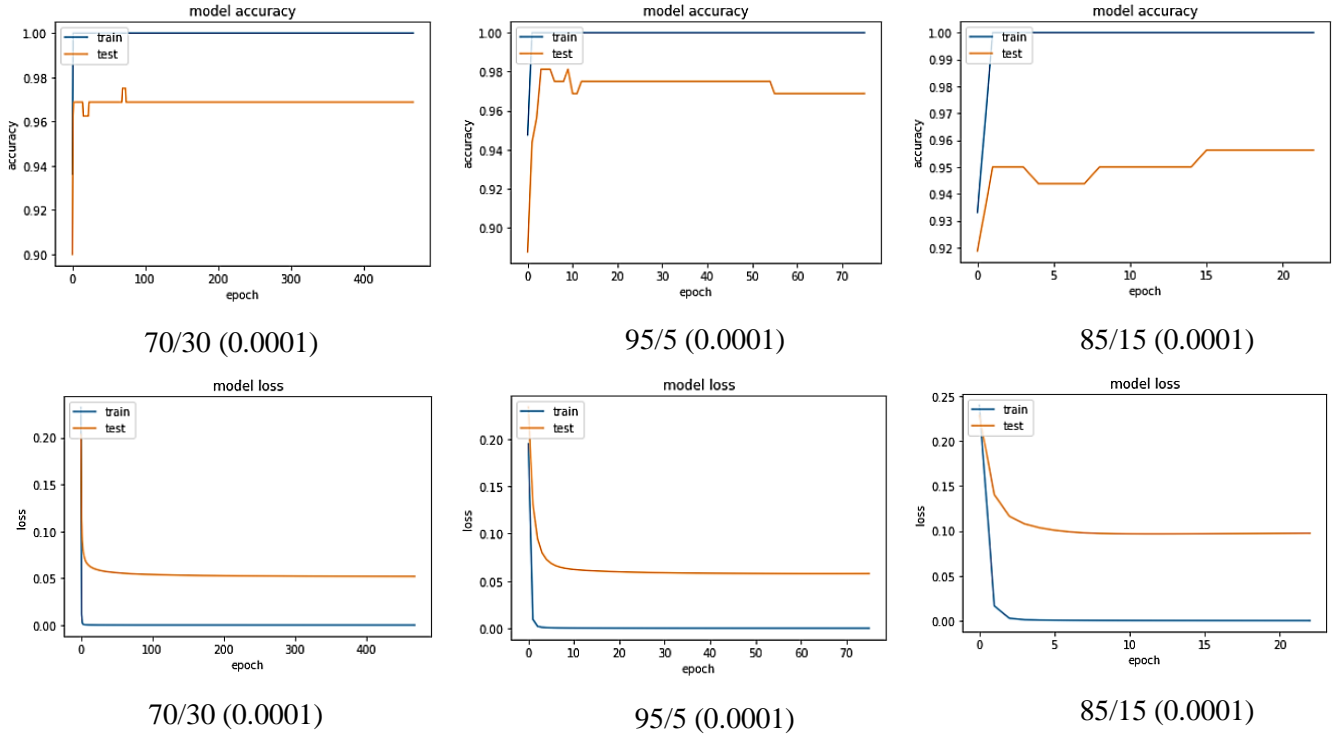 model accuracy
train
test
1.00
0.98
0.96
0.94
0.92
0.90
accuracy
0
100
200
300
400
epoch
70/30 (0.0001)
model accuracy
train
test
1.00
0.98
0.96
0.94
0.92
0.90
accuracy
0
10
20
30
40
50
60
70
epoch
95/5 (0.0001)
model accuracy
train
test
1.00
0.99
0.98
0.97
0.96
0.95
0.94
0.93
0.92
accuracy
0
5
10
15
20
epoch
85/15 (0.0001)
model loss
train
test
0.20
0.15
0.10
0.05
0.00
loss
0
100
200
300
400
epoch
70/30 (0.0001)
model loss
train
test
0.20
0.15
0.10
0.05
0.00
loss
0
10
20
30
40
50
60
70
epoch
95/5 (0.0001)
model loss
train
test
0.25
0.20
0.15
0.10
0.05
0.00
loss
0
5
10
15
20
epoch
85/15 (0.0001)